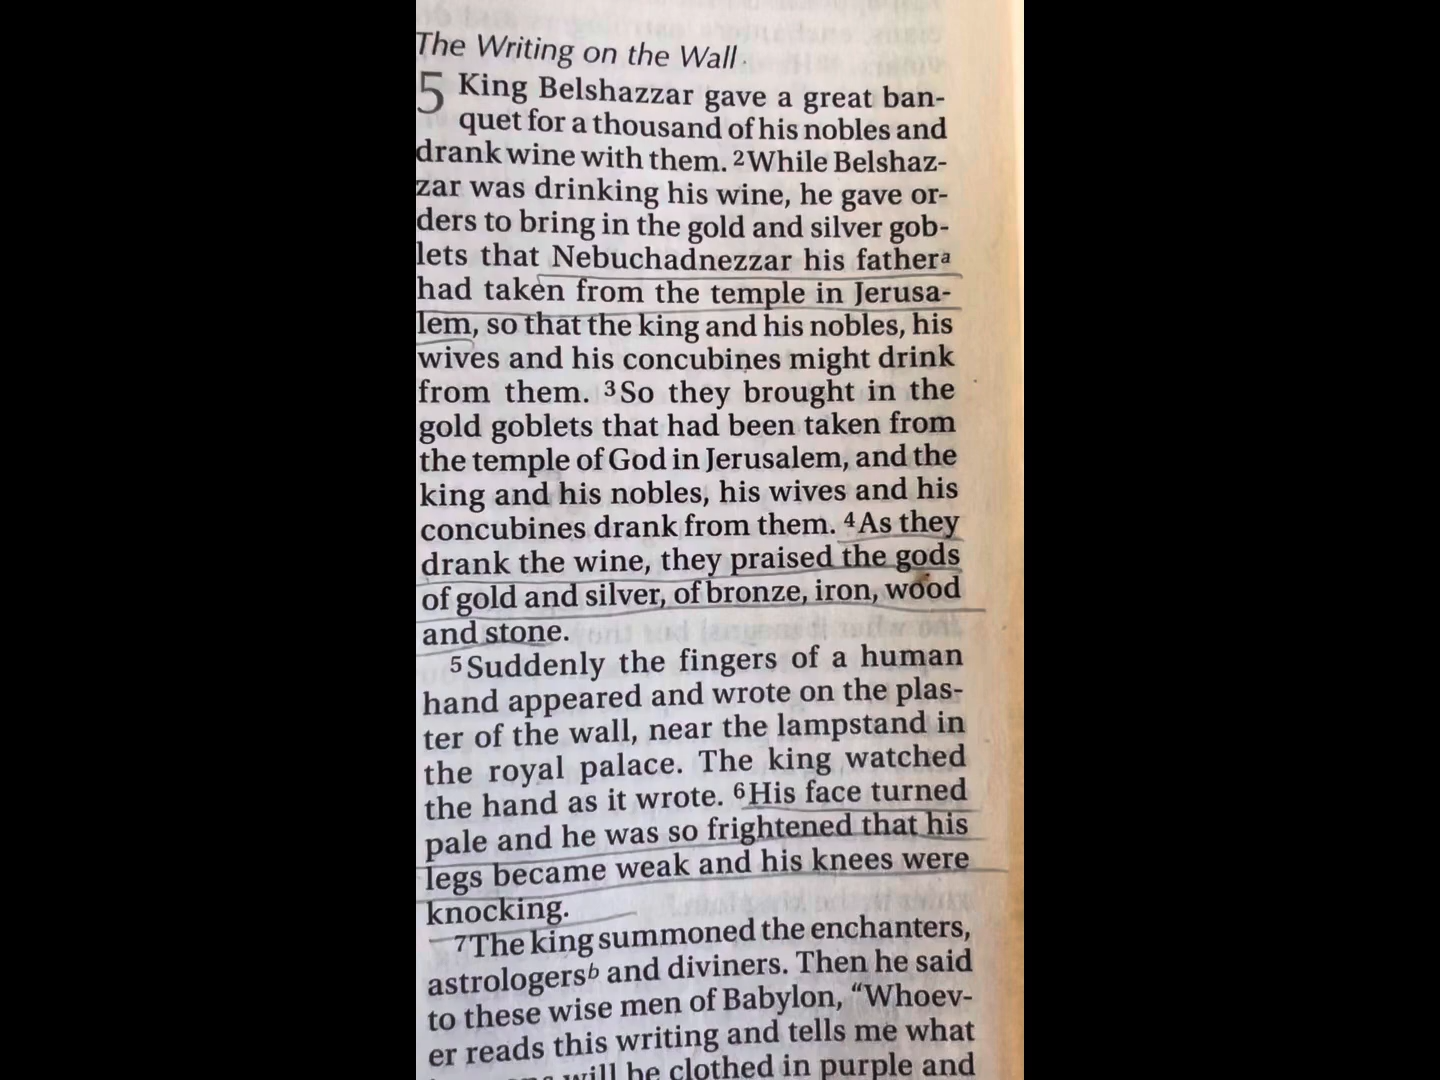 The Writing on the Wall
5 King Belshazzar gave a great ban-
quet for a thousand of his nobles and
drank wine with them. 2While Belshaz-
zar was drinking his wine, he gave or-
ders to bring in the gold and silver gob-
lets that Nebuchadnezzar his fathera
had taken from the temple in Jerusa-
lem, so that the king and his nobles, his
wives and his concubines might drink
from them. 3So they brought in the
gold goblets that had been taken from
the temple of God in Jerusalem, and the
king and his nobles, his wives and his
concubines drank from them. 4As they
drank the wine, they praised the gods
of gold and silver, of bronze, iron, wood
and stone.
5Suddenly the fingers of a human
hand appeared and wrote on the plas-
ter of the wall, near the lampstand in
the royal palace. The king watched
the hand as it wrote. 6His face turned
pale and he was so frightened that his
legs became weak and his knees were
knocking.
7The king summoned the enchanters,
astrologersb and diviners. Then he said
to these wise men of Babylon, “Whoev-
er reads this writing and tells me what
will be clothed in purple and